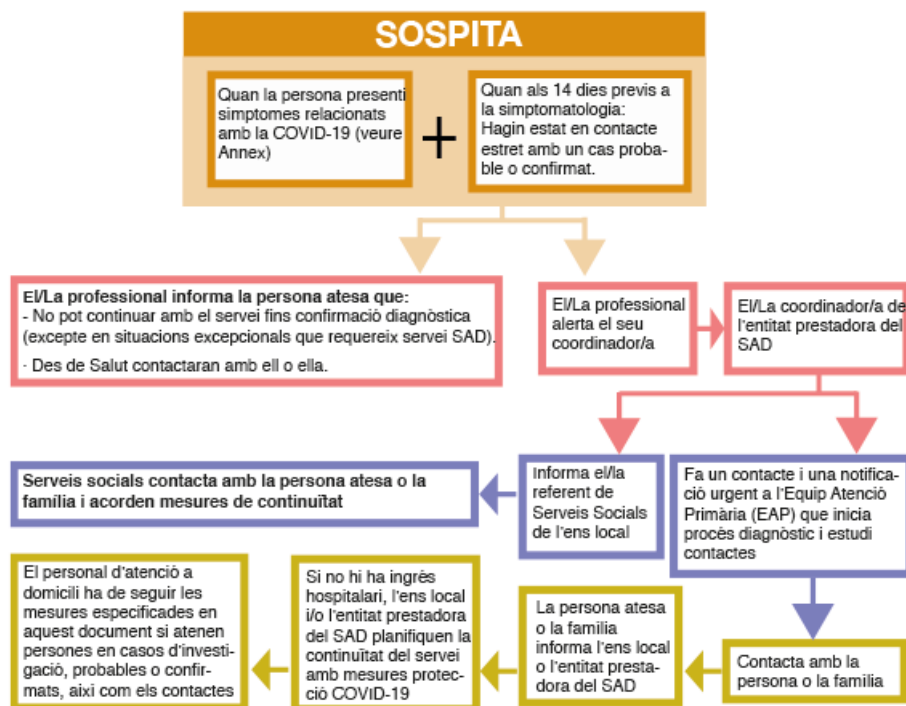 SOSPITA
Quan la persona presenti
simptomes relacionats
amb la COVID-19 (veure
Annex)
+
Quan als 14 dies previs a
la simptomatologia:
Hagin estat en contacte
estret amb un cas proba-
ble o confirmat.
El/La professional informa la persona atesa que:
- No pot continuar amb el servei fins confirmació diagnòstica
(excepte en situacions excepcionals que requereix servei SAD).
· Des de Salut contactaran amb ell o ella.
El/La professional
alerta el seu
coordinador/a
El/La coordinador/a de
l'entitat prestadora del
SAD
Serveis socials contacta amb la persona atesa o la
família i acorden mesures de continuïtat
Informa el/la
referent de
Serveis Socials
de l'ens local
Fa un contacte i una notifica-
ció urgent a l'Equip Atenció
Primària (EAP) que inicia
procès diagnòstic i estudi
contactes
El personal d'atenció a
domicili ha de seguir les
mesures especificades en
aquest document si atenen
persones en casos d'investi-
gació, probables o confir-
mats, aixi com els contactes
Si no hi ha ingrès
hospitalari, l'ens local
i/o l'entitat prestadora
del SAD planifiquen la
continuïtat del servei
amb mesures protec-
ció COVID-19
La persona atesa
o la familia
informa l'ens local
o l'entitat presta-
dora del SAD
Contacta amb la
persona o la familia